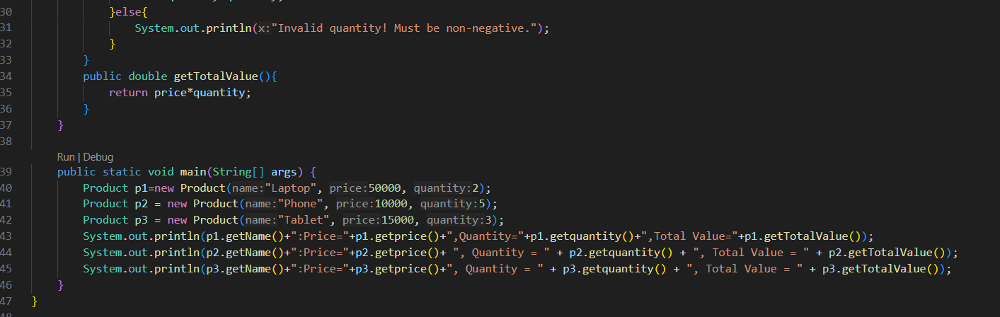 30 }else{
31 System.out.println(x:"Invalid quantity! Must be non-negative.");
32 }
33 }
34 public double getTotalValue(){
35 return price*quantity;
36 }
37 }
38
Run | Debug
39 public static void main(String[] args) {
40 Product p1=new Product(name:"Laptop", price:50000, quantity:2);
41 Product p2 = new Product(name:"Phone", price:10000, quantity:5);
42 Product p3 = new Product(name:"Tablet", price:15000, quantity:3);
43 System.out.println(p1.getName()+":Price="+p1.getprice()+",Quantity="+p1.getquantity()+",Total Value="+p1.getTotalValue());
44 System.out.println(p2.getName()+":Price="+p2.getprice()+ ", Quantity = " + p2.getquantity() + ", Total Value = " + p2.getTotalValue());
45 System.out.println(p3.getName()+":Price="+p3.getprice()+", Quantity = " + p3.getquantity() + ", Total Value = " + p3.getTotalValue());
46 }
47 }
48